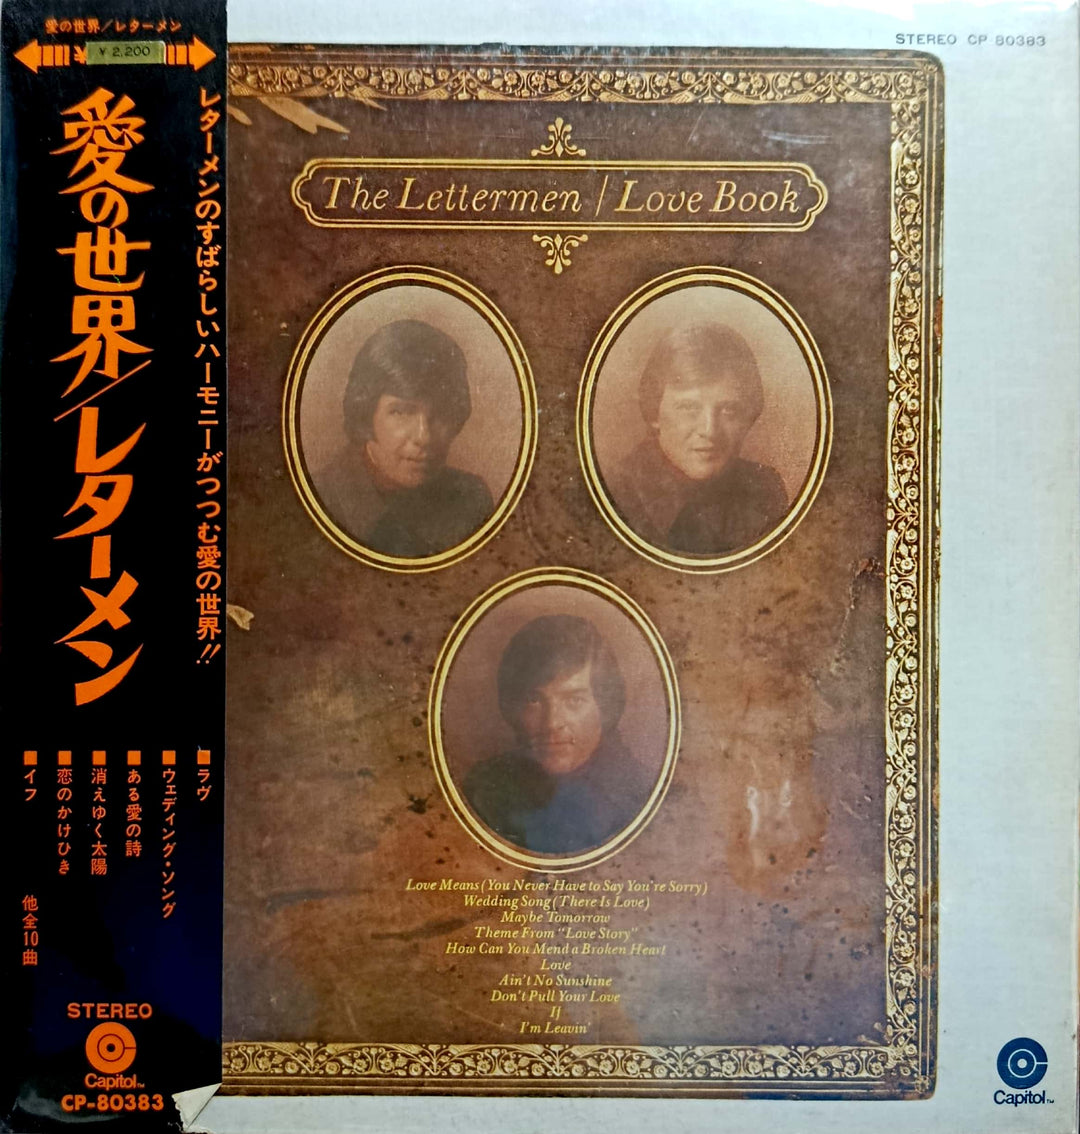 愛の世界/レターメン
¥2,200
愛の世界/レターメン
レターメンのすばらしいハーモニーがつつむ愛の世界!!
■ラヴ
■ウェディング・ソング
■ある愛の詩
■消えゆく太陽
■恋のかけひき
■イフ
他全10曲
STEREO
Capitol™
CP-80383
STEREO CP 80383
The Lettermen / Love Book
Love Means (You Never Have to Say You're Sorry)
Wedding Song (There Is Love)
Maybe Tomorrow
Theme From "Love Story"
How Can You Mend a Broken Heart
Love
Ain't No Sunshine
Don't Pull Your Love
If
I'm Leavin'
Capitol™